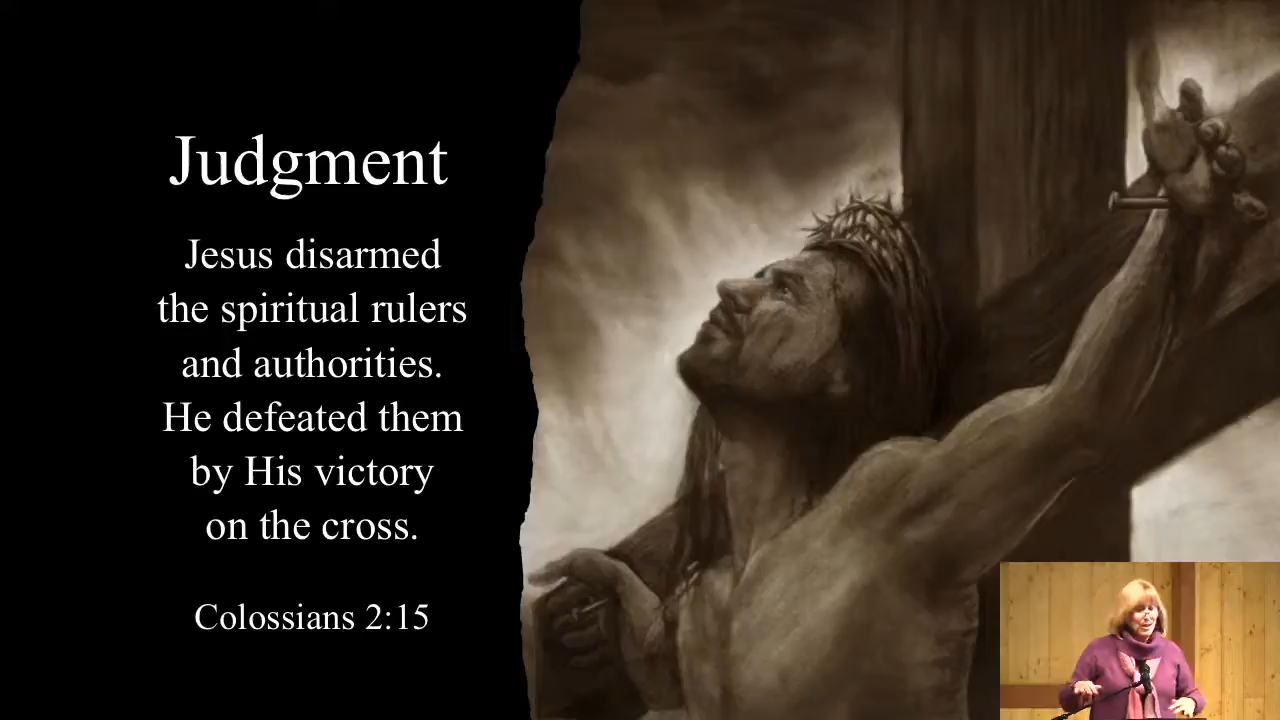 Judgment
Jesus disarmed
the spiritual rulers
and authorities.
He defeated them
by His victory
on the cross.
Colossians 2:15